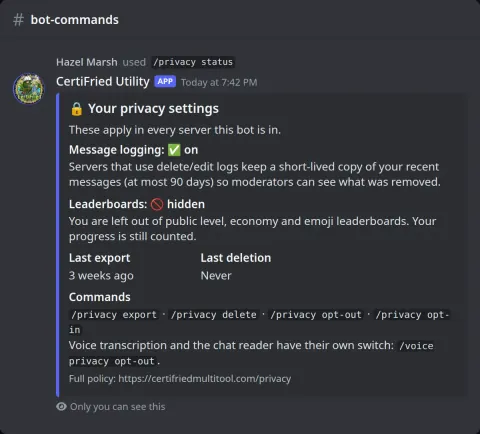 # bot-commands
Hazel Marsh used /privacy status
CertiFried Utility APP Today at 7:42 PM
🔒 Your privacy settings
These apply in every server this bot is in.
Message logging: ✅ on
Servers that use delete/edit logs keep a short-lived copy of your recent
messages (at most 90 days) so moderators can see what was removed.
Leaderboards: 🚫 hidden
You are left out of public level, economy and emoji leaderboards. Your
progress is still counted.
Last export Last deletion
3 weeks ago Never
Commands
/privacy export · /privacy delete · /privacy opt-out · /privacy opt-
in
Voice transcription and the chat reader have their own switch: /voice
privacy opt-out.
Full policy: https://certifriedmultitool.com/privacy
Only you can see this